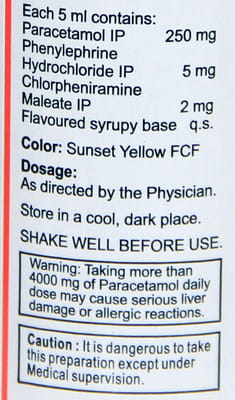 Each 5 ml contains:
Paracetamol IP 250 mg
Phenylephrine
Hydrochloride IP 5 mg
Chlorpheniramine
Maleate IP 2 mg
Flavoured syrupy base q.s.
Color: Sunset Yellow FCF
Dosage:
As directed by the Physician.
Store in a cool, dark place.
SHAKE WELL BEFORE USE.
Warning: Taking more than
4000 mg of Paracetamol daily
dose may cause serious liver
damage or allergic reactions.
Caution : It is dangerous to take
this preparation except under
Medical supervision.